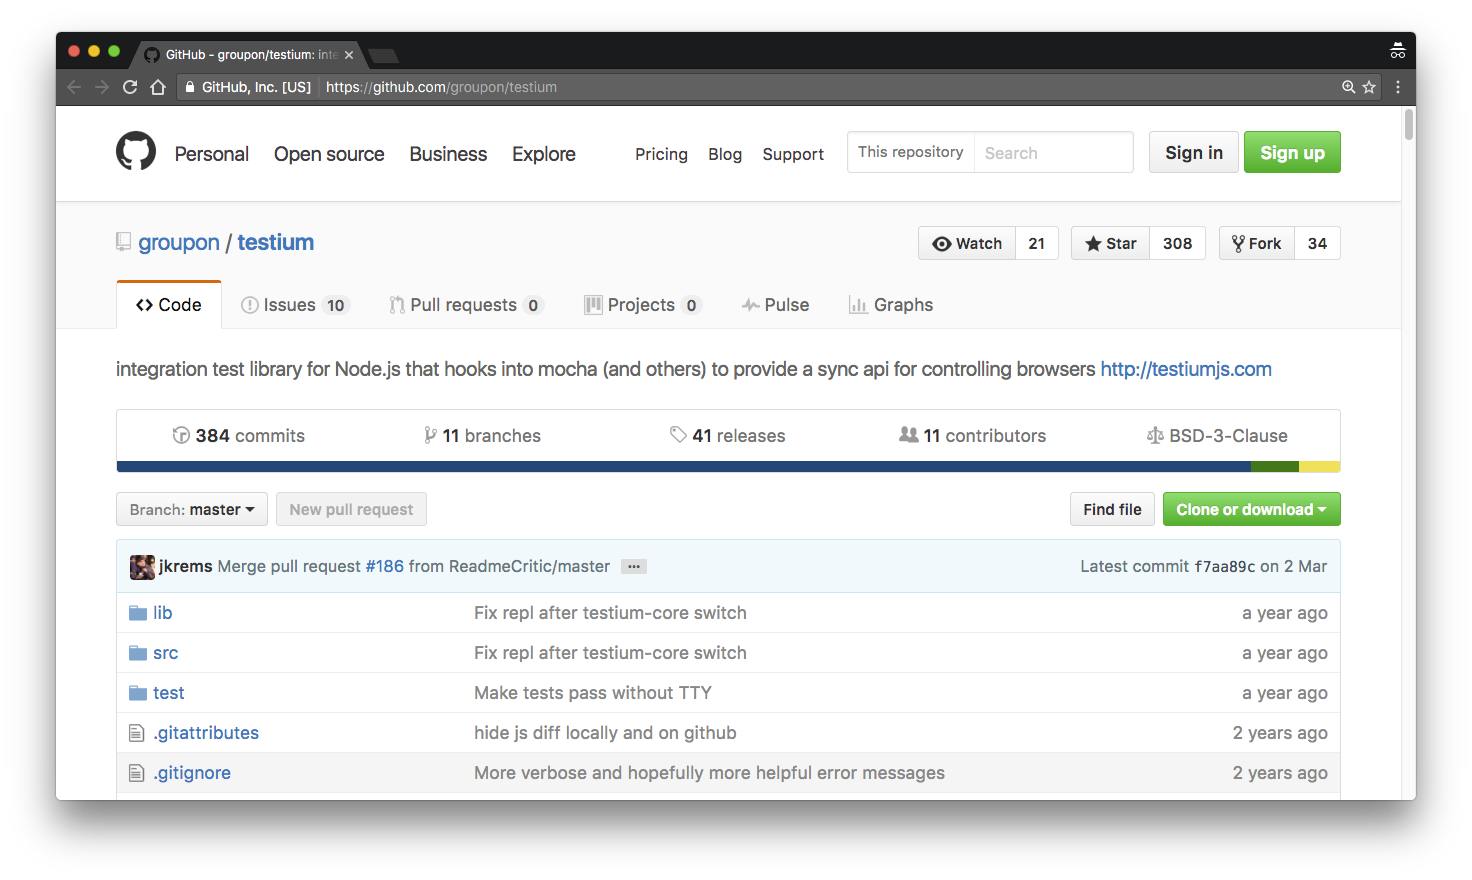 GitHub - groupon/testium: inte
GitHub, Inc. [US] https://github.com/groupon/testium
Personal Open source Business Explore Pricing Blog Support This repository Search Sign in Sign up
groupon / testium Watch 21 Star 308 Fork 34
Code Issues 10 Pull requests 0 Projects 0 Pulse Graphs
integration test library for Node.js that hooks into mocha (and others) to provide a sync api for controlling browsers http://testiumjs.com
384 commits 11 branches 41 releases 11 contributors BSD-3-Clause
Branch: master New pull request Find file Clone or download
jkrems Merge pull request #186 from ReadmeCritic/master ... Latest commit f7aa89c on 2 Mar
lib Fix repl after testium-core switch a year ago
src Fix repl after testium-core switch a year ago
test Make tests pass without TTY a year ago
.gitattributes hide js diff locally and on github 2 years ago
.gitignore More verbose and hopefully more helpful error messages 2 years ago